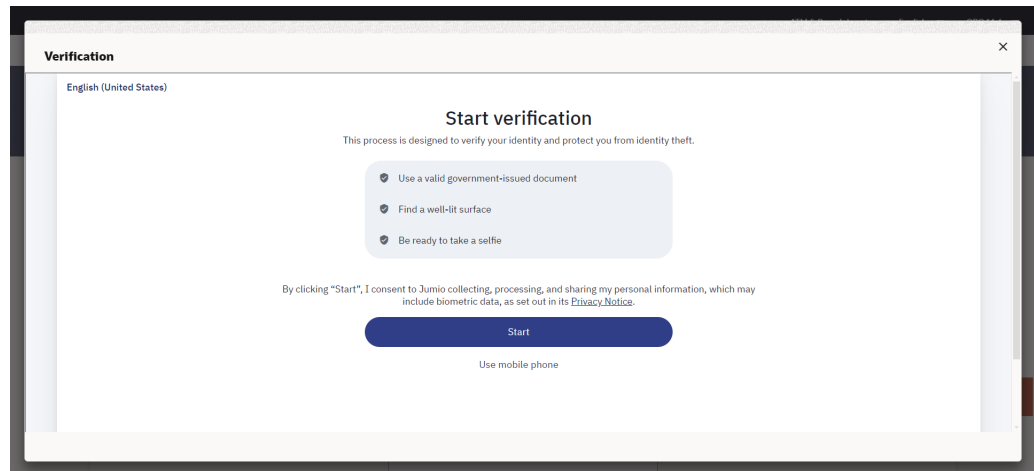 Verification
English (United States)
Start verification
This process is designed to verify your identity and protect you from identity theft.
Use a valid government-issued document
Find a well-lit surface
Be ready to take a selfie
By clicking “Start”, I consent to Jumio collecting, processing, and sharing my personal information, which may
include biometric data, as set out in its Privacy Notice.
Start
Use mobile phone